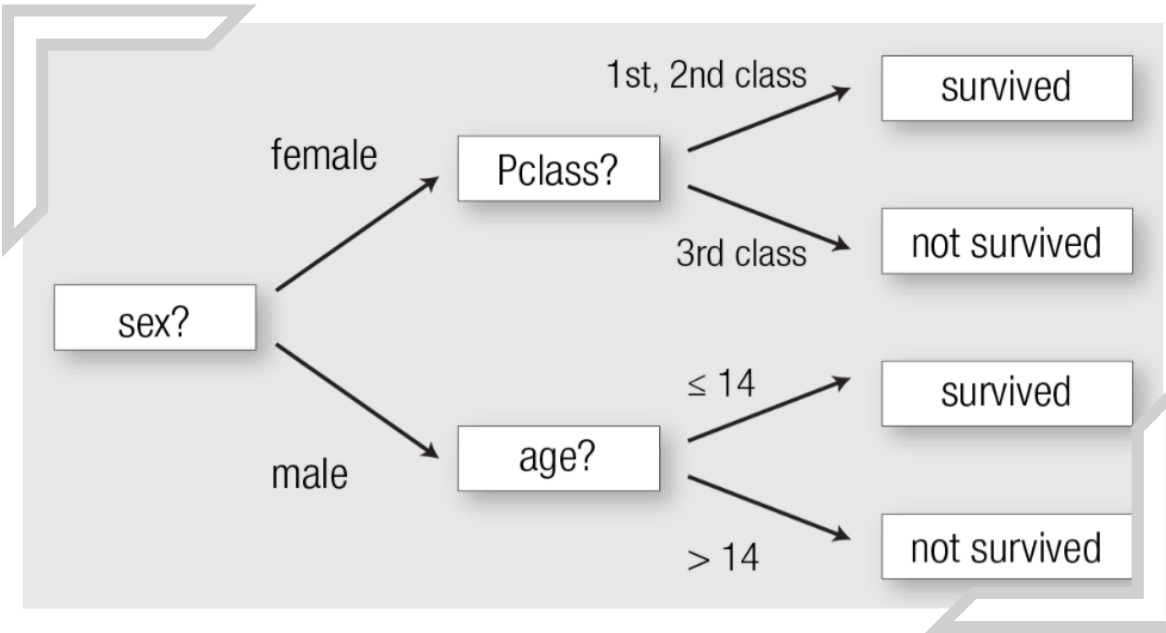 1st, 2nd class
survived
female
Pclass?
3rd class
not survived
sex?
≤ 14
survived
male
age?
> 14
not survived